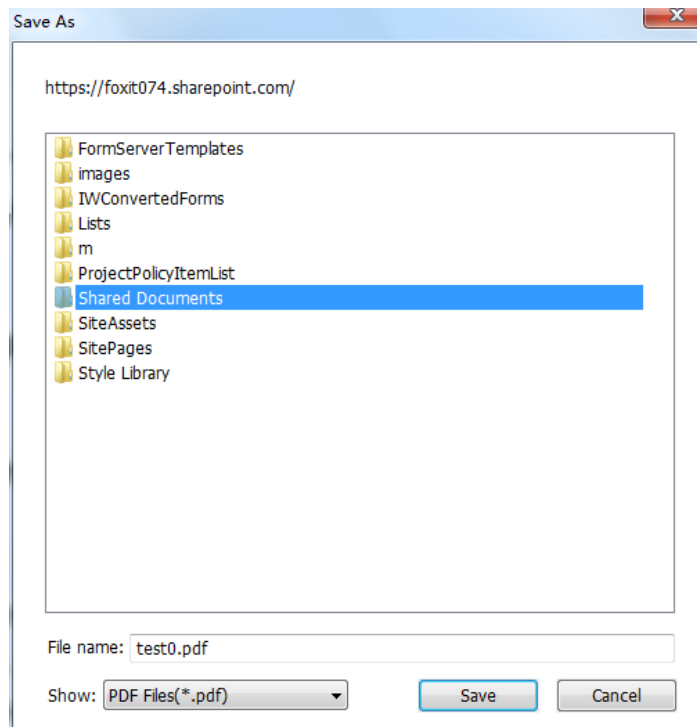 Save As
https://foxit074.sharepoint.com/
FormServerTemplates
images
IWConvertedForms
Lists
m
ProjectPolicyItemList
Shared Documents
SiteAssets
SitePages
Style Library
File name: test0.pdf
Show: PDF Files(*.pdf) Save Cancel